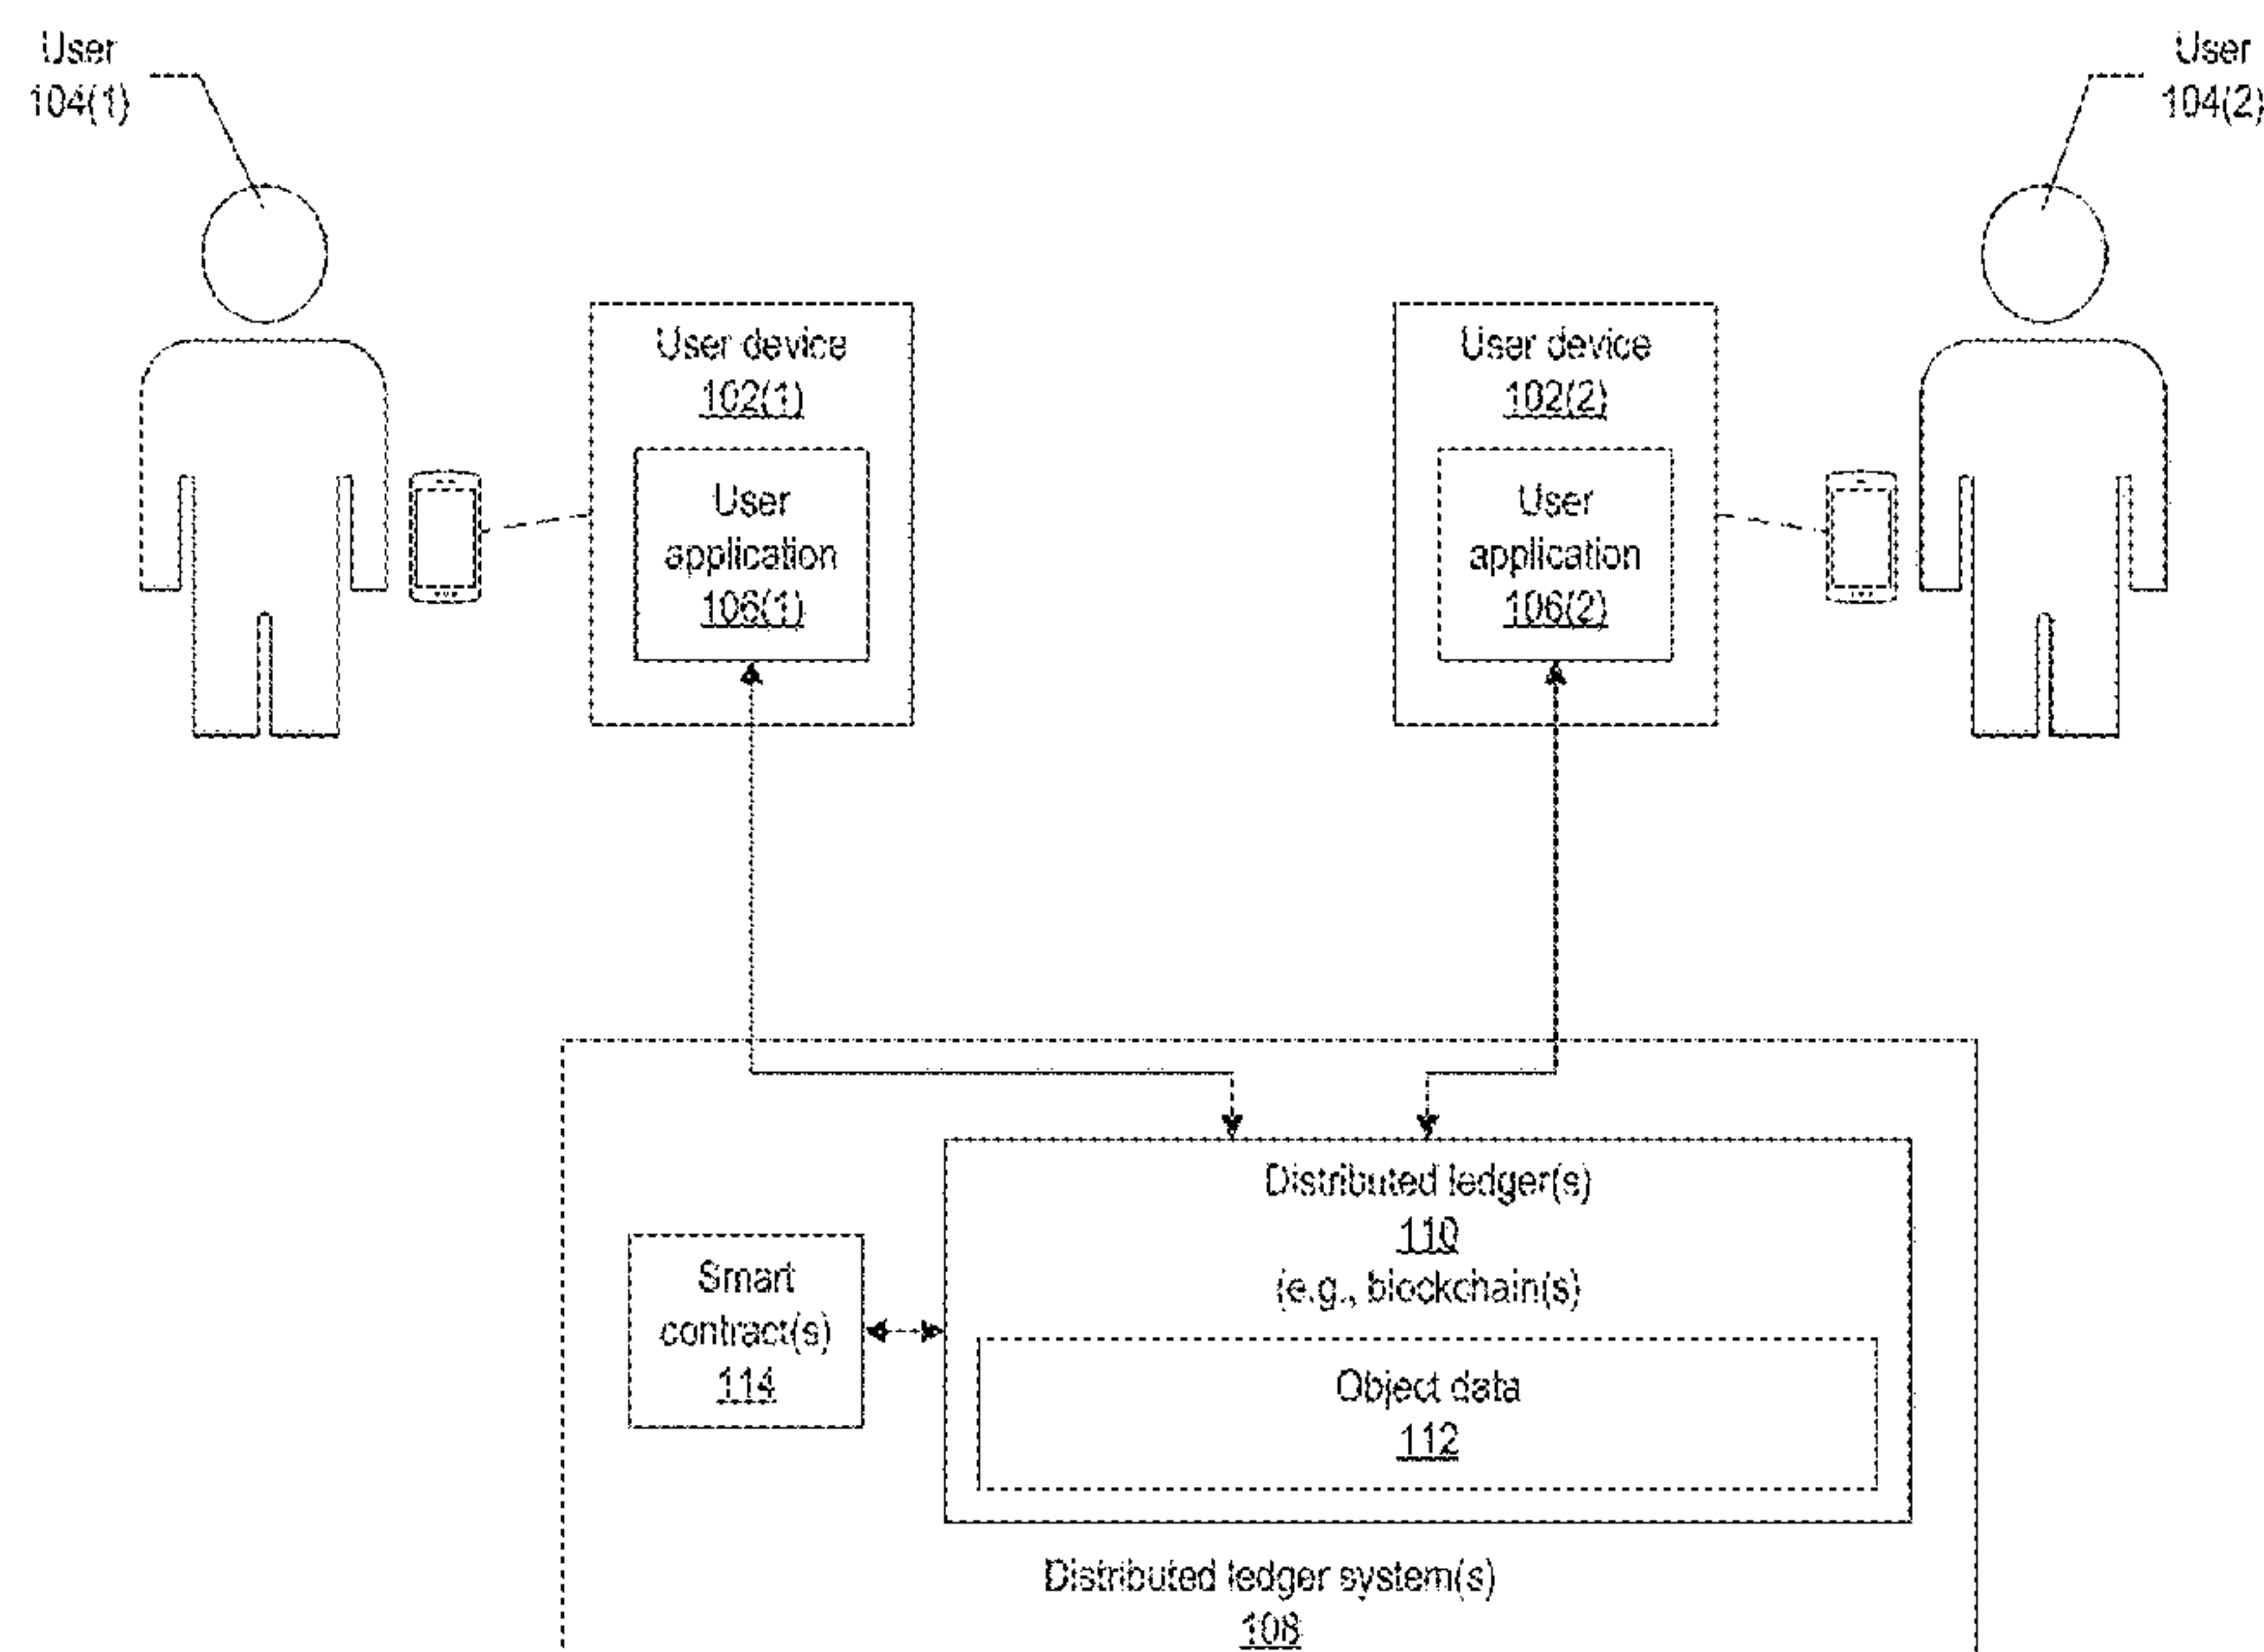 User
104(1)
User
104(2)
User device
102(1)
User
application
106(1)
User device
102(2)
User
application
106(2)
Distributed ledger(s)
110
(e.g., blockchain(s)
Smart
contract(s)
114
Object data
112
Distributed ledger system(s)
108